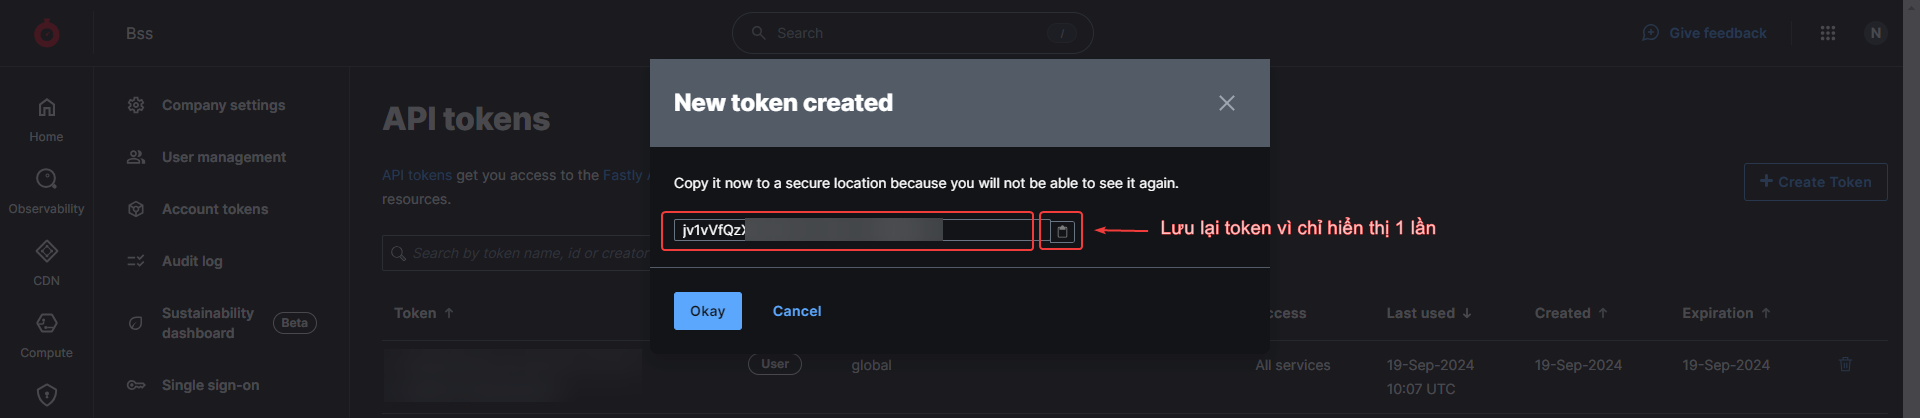 Bss
Search
/
Give feedback
N
Home
Observability
CDN
Compute
Company settings
User management
Account tokens
Audit log
Sustainability
dashboard
Beta
Single sign-on
API tokens
API tokens get you access to the Fastly
resources.
Create Token
Search by token name, id or creator
New token created
Copy it now to a secure location because you will not be able to see it again.
jv1vVfQz
Lưu lại token vì chỉ hiển thị 1 lần
Okay
Cancel
Token
Last used
Created
Expiration
User
global
All services
19-Sep-2024
10:07 UTC
19-Sep-2024
19-Sep-2024